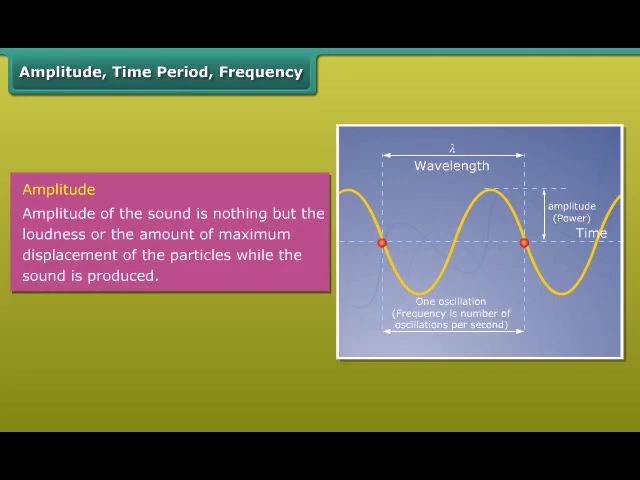 Amplitude, Time Period, Frequency
Amplitude
Amplitude of the sound is nothing but the
loudness or the amount of maximum
displacement of the particles while the
sound is produced.
λ
Wavelength
amplitude
(Power)
Time
One oscillation
(Frequency is number of
oscillations per second)